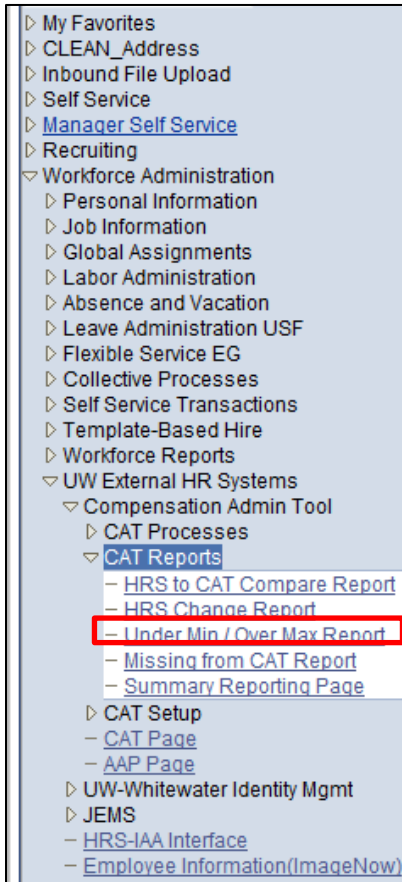 My Favorites
CLEAN_Address
Inbound File Upload
Self Service
Manager Self Service
Recruiting
Workforce Administration
Personal Information
Job Information
Global Assignments
Labor Administration
Absence and Vacation
Leave Administration USF
Flexible Service EG
Collective Processes
Self Service Transactions
Template-Based Hire
Workforce Reports
UW External HR Systems
Compensation Admin Tool
CAT Processes
CAT Reports
– HRS to CAT Compare Report
– HRS Change Report
– Under Min / Over Max Report
– Missing from CAT Report
– Summary Reporting Page
CAT Setup
– CAT Page
– AAP Page
UW-Whitewater Identity Mgmt
JEMS
– HRS-IAA Interface
– Employee Information(ImageNow)